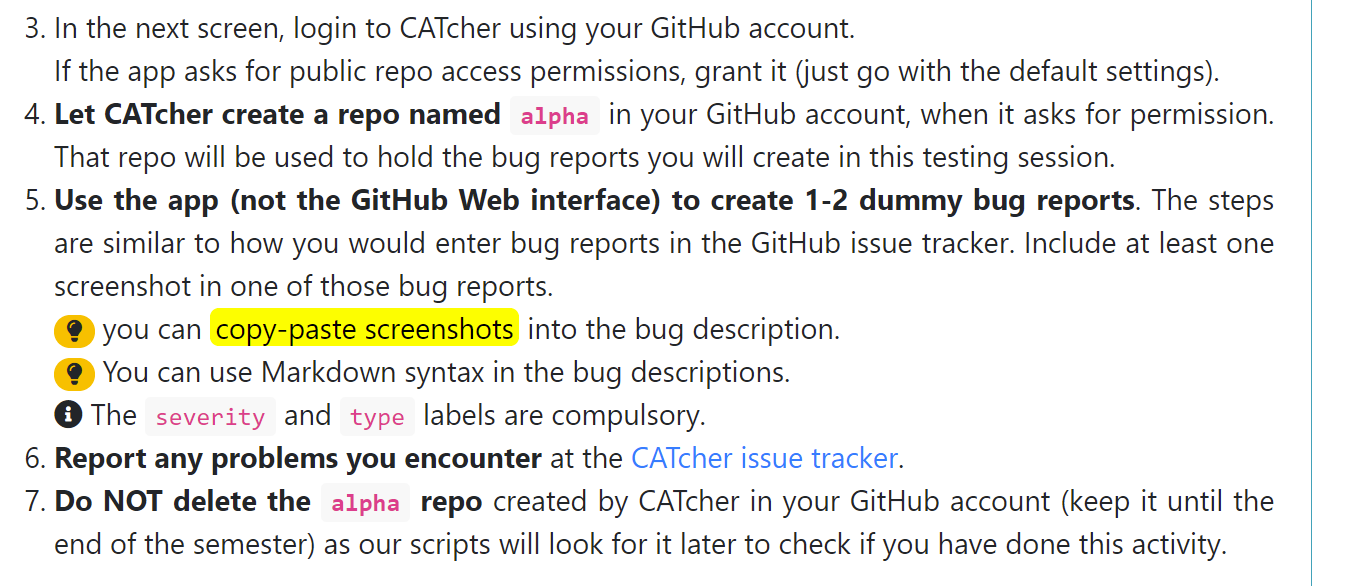 3. In the next screen, login to CATcher using your GitHub account.
If the app asks for public repo access permissions, grant it (just go with the default settings).
4. Let CATcher create a repo named alpha in your GitHub account, when it asks for permission.
That repo will be used to hold the bug reports you will create in this testing session.
5. Use the app (not the GitHub Web interface) to create 1-2 dummy bug reports. The steps
are similar to how you would enter bug reports in the GitHub issue tracker. Include at least one
screenshot in one of those bug reports.
you can copy-paste screenshots into the bug description.
You can use Markdown syntax in the bug descriptions.
The severity and type labels are compulsory.
6. Report any problems you encounter at the CATcher issue tracker.
7. Do NOT delete the alpha repo created by CATcher in your GitHub account (keep it until the
end of the semester) as our scripts will look for it later to check if you have done this activity.